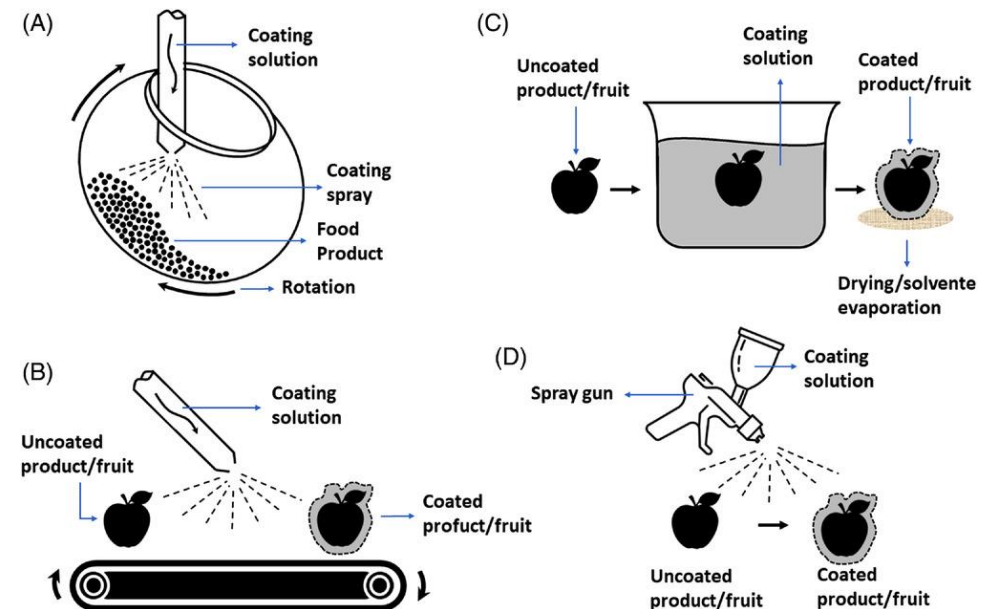 (A)
Coating
solution
Coating
spray
Food
Product
Rotation
(C)
Uncoated
product/fruit
Coating
solution
Coated
product/fruit
Drying/solvente
evaporation
(B)
Uncoated
product/fruit
Coating
solution
Coated
profuct/fruit
(D)
Spray gun
Coating
solution
Uncoated
product/fruit
Coated
product/fruit